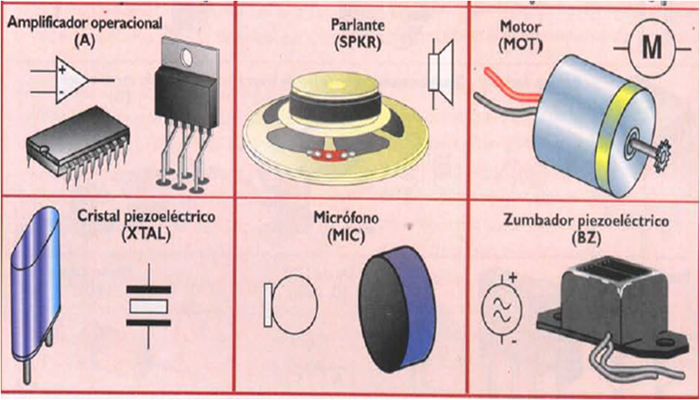 Amplificador operacional
(A)
+
-
Parlante
(SPKR)
Motor
(MOT)
M
Cristal piezoeléctrico
(XTAL)
Micrófono
(MIC)
Zumbador piezoeléctrico
(BZ)
+
-